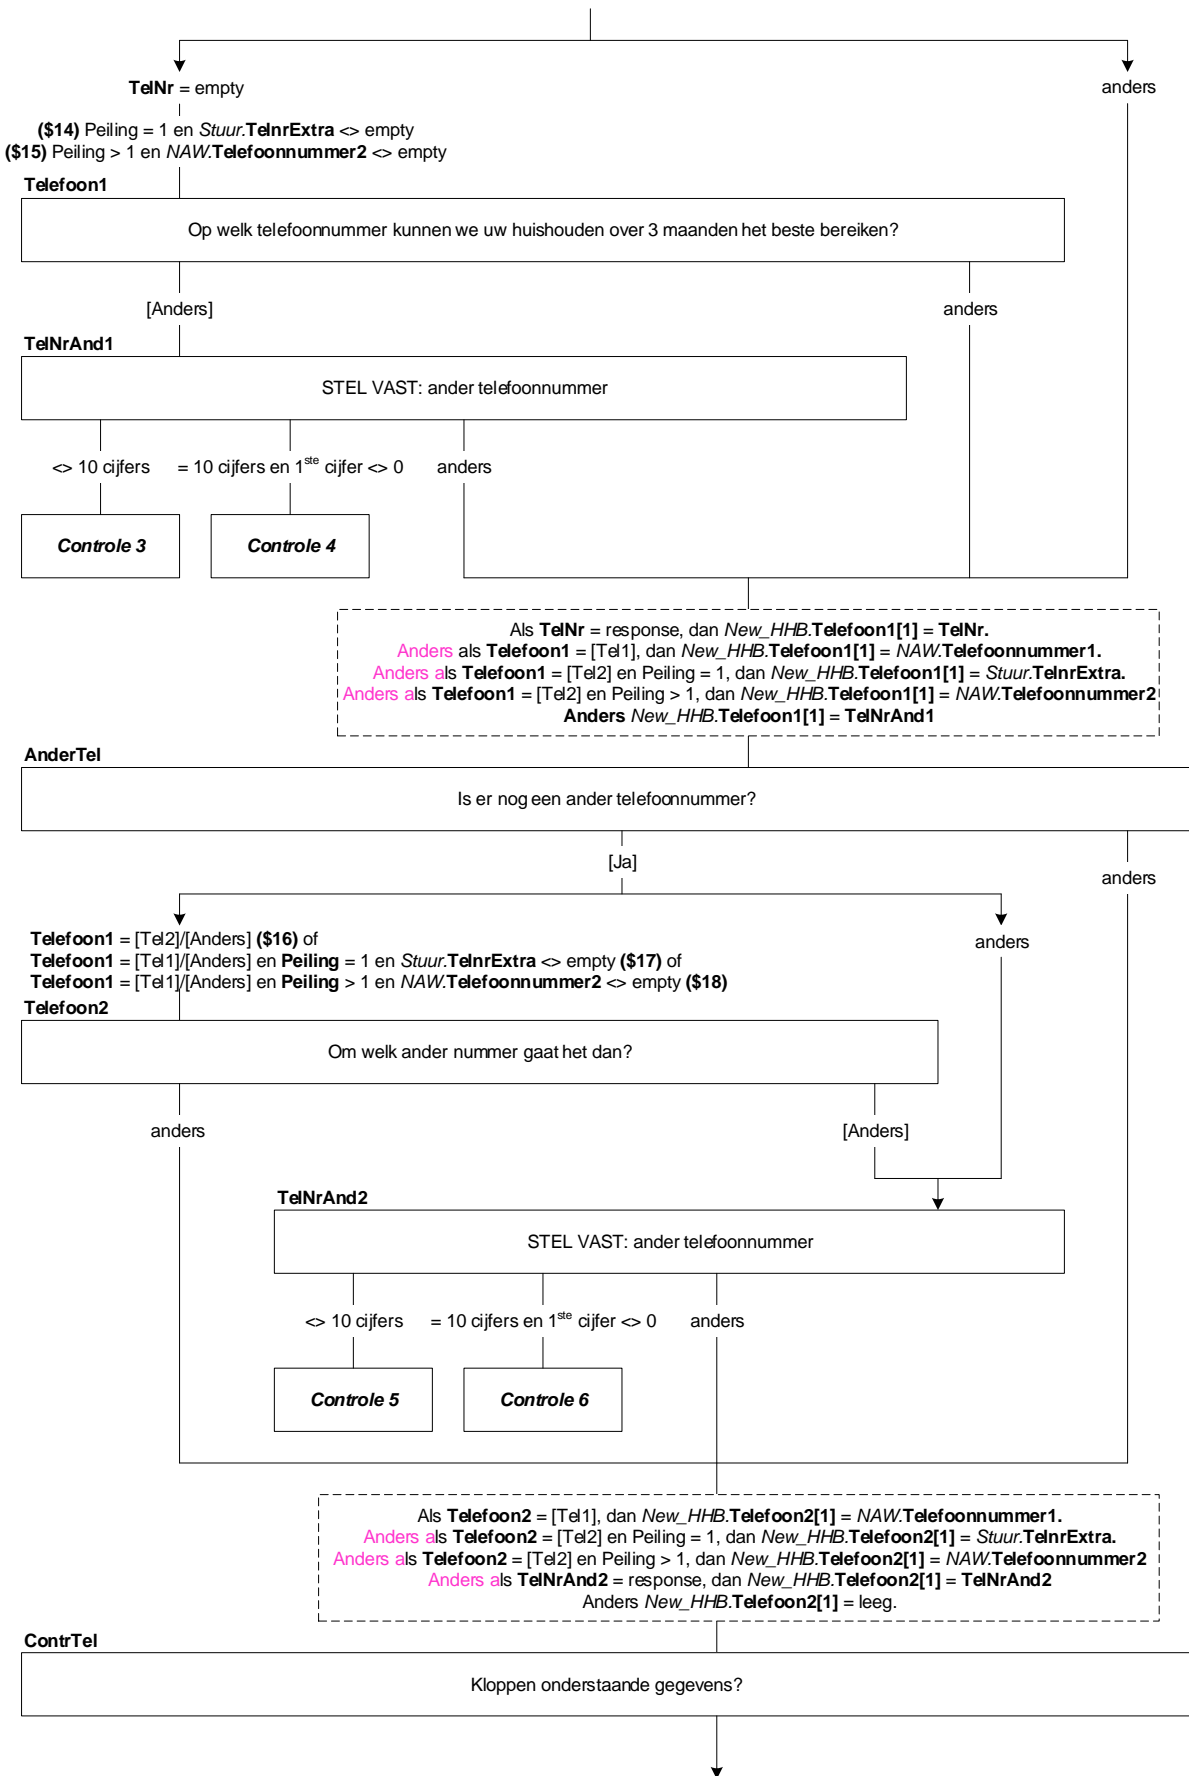 TelNr = empty
anders
($14) Peiling = 1 en Stuur.TelnrExtra <> empty
($15) Peiling > 1 en NAW.Telefoonnummer2 <> empty
Telefoon1
Op welk telefoonnummer kunnen we uw huishouden over 3 maanden het beste bereiken?
[Anders]
anders
TelNrAnd1
STEL VAST: ander telefoonnummer
<> 10 cijfers
= 10 cijfers en 1ste cijfer <> 0
anders
Controle 3
Controle 4
Als TelNr = response, dan New_HHB.Telefoon1[1] = TelNr.
Anders als Telefoon1 = [Tel1], dan New_HHB.Telefoon1[1] = NAW.Telefoonnummer1.
Anders als Telefoon1 = [Tel2] en Peiling = 1, dan New_HHB.Telefoon1[1] = Stuur.TelnrExtra.
Anders als Telefoon1 = [Tel2] en Peiling > 1, dan New_HHB.Telefoon1[1] = NAW.Telefoonnummer2
Anders New_HHB.Telefoon1[1] = TelNrAnd1
AnderTel
Is er nog een ander telefoonnummer?
[Ja]
anders
Telefoon1 = [Tel2]/[Anders] ($16) of
anders
Telefoon1 = [Tel1]/[Anders] en Peiling = 1 en Stuur.TelnrExtra <> empty ($17) of
Telefoon1 = [Tel1]/[Anders] en Peiling > 1 en NAW.Telefoonnummer2 <> empty ($18)
Telefoon2
Om welk ander nummer gaat het dan?
anders
[Anders]
TelNrAnd2
STEL VAST: ander telefoonnummer
<> 10 cijfers
= 10 cijfers en 1ste cijfer <> 0
anders
Controle 5
Controle 6
Als Telefoon2 = [Tel1], dan New_HHB.Telefoon2[1] = NAW.Telefoonnummer1.
Anders als Telefoon2 = [Tel2] en Peiling = 1, dan New_HHB.Telefoon2[1] = Stuur.TelnrExtra.
Anders als Telefoon2 = [Tel2] en Peiling > 1, dan New_HHB.Telefoon2[1] = NAW.Telefoonnummer2
Anders als TelNrAnd2 = response, dan New_HHB.Telefoon2[1] = TelNrAnd2
Anders New_HHB.Telefoon2[1] = leeg.
ContrTel
Kloppen onderstaande gegevens?